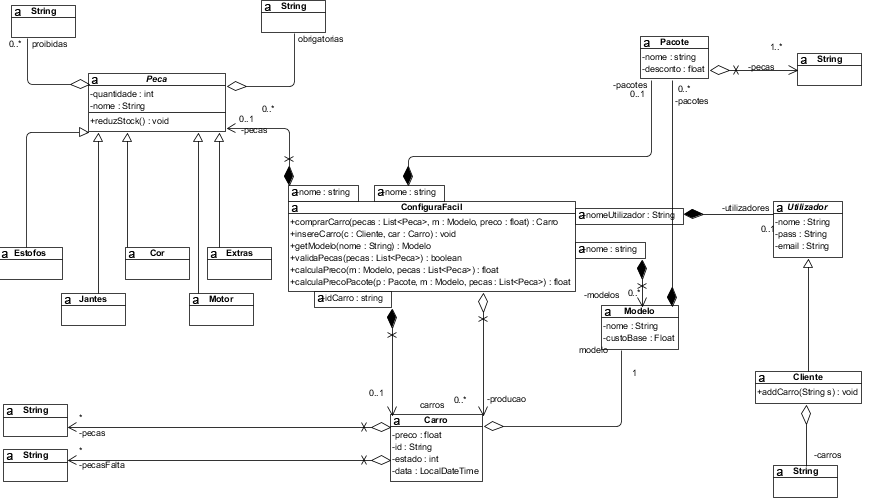 a String
a String
0..* proibidas
obrigatorias
a Pacote
-nome : string
-desconto : float
1..*
-pecas
a String
a Peca
-quantidade : int
-nome : String
+reduzStock() : void
0..*
0..1
-pecas
-pacotes
0..1
0..*
-pacotes
a -nome : string
a -nome : string
a ConfiguraFacil
+comprarCarro(pecas : List<Peca>, m : Modelo, preco : float) : Carro
+insereCarro(c : Cliente, car : Carro) : void
+getModelo(nome : String) : Modelo
+validaPecas(pecas : List<Peca>) : boolean
+calculaPreco(m : Modelo, pecas : List<Peca>) : float
+calculaPrecoPacote(p : Pacote, m : Modelo, pecas : List<Peca>) : float
a -nomeUtilizador : String
-utilizadores
0..1
a Utilizador
-nome : String
-pass : String
-email : String
a -nome : string
a Estofos
a Cor
a Extras
a Jantes
a Motor
a -idCarro : string
-modelos 0..*
a Modelo
-nome : String
-custoBase : Float
modelo
1
a Cliente
+addCarro(String s) : void
0..1
carros
0..*
-producao
a Carro
-preco : float
-id : String
-estado : int
-data : LocalDateTime
a String
*
-pecas
a String
*
-pecasFalta
-carros
a String